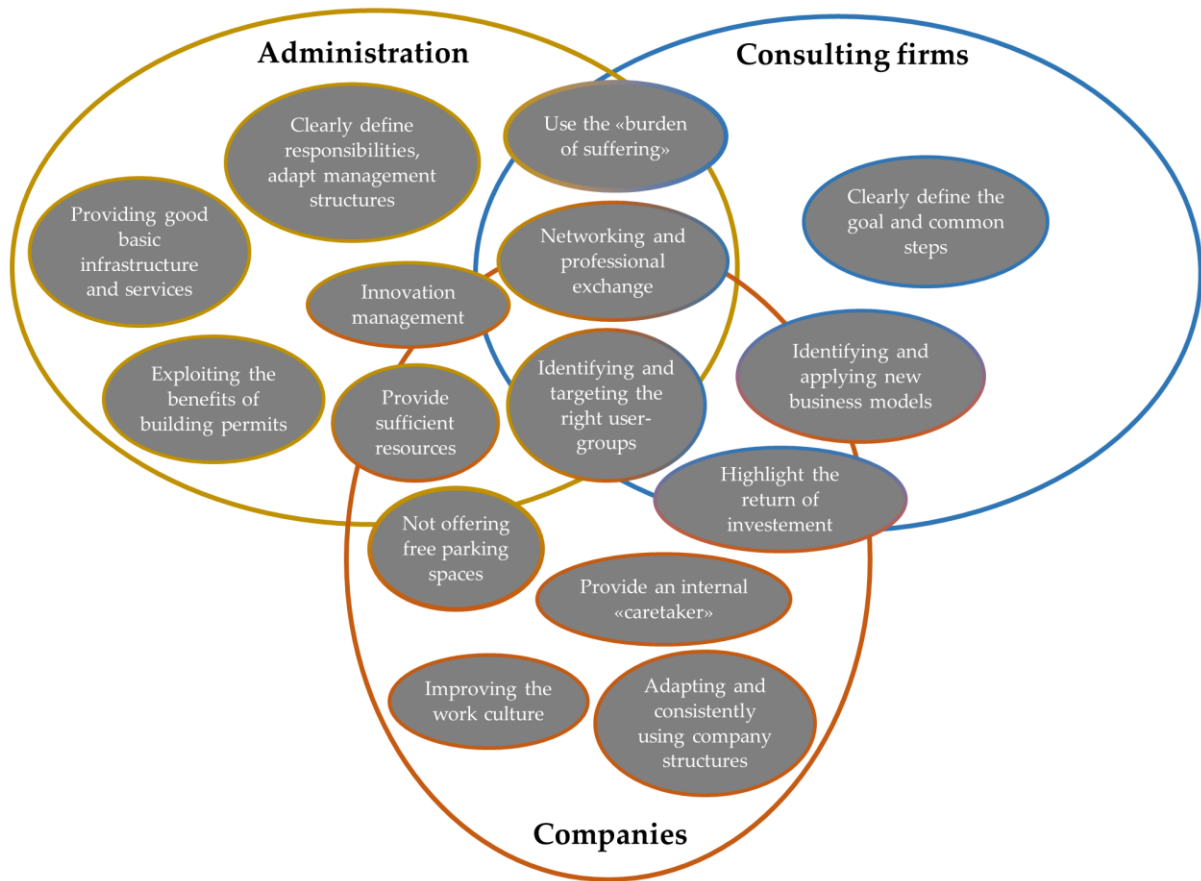 Administration
Consulting firms
Clearly define
responsibilities,
adapt management
structures
Use the «burden
of suffering»
Providing good
basic
infrastructure
and services
Clearly define the
goal and common
steps
Networking and
professional
exchange
Innovation
management
Exploiting the
benefits of
building permits
Provide
sufficient
resources
Identifying and
targeting the
right user-
groups
Identifying and
applying new
business models
Highlight the
return of
investement
Not offering
free parking
spaces
Provide an internal
«caretaker»
Improving the
work culture
Adapting and
consistently
using company
structures
Companies